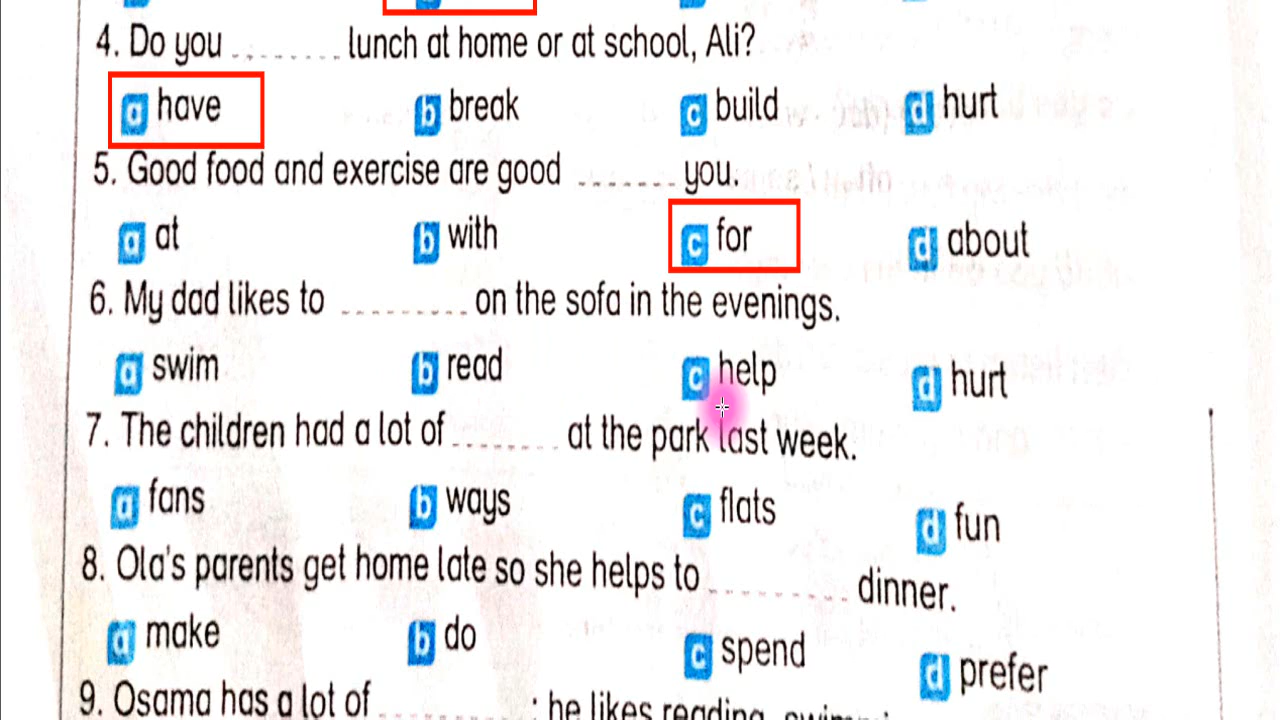 4. Do you ........ lunch at home or at school, Ali?
a have b break c build d hurt
5. Good food and exercise are good ........ you.
a at b with c for d about
6. My dad likes to ......... on the sofa in the evenings.
a swim b read c help d hurt
7. The children had a lot of ........ at the park last week.
a fans b ways c flats d fun
8. Ola's parents get home late so she helps to .......... dinner.
a make b do c spend d prefer
9. Osama has a lot of .......... : he likes reading,